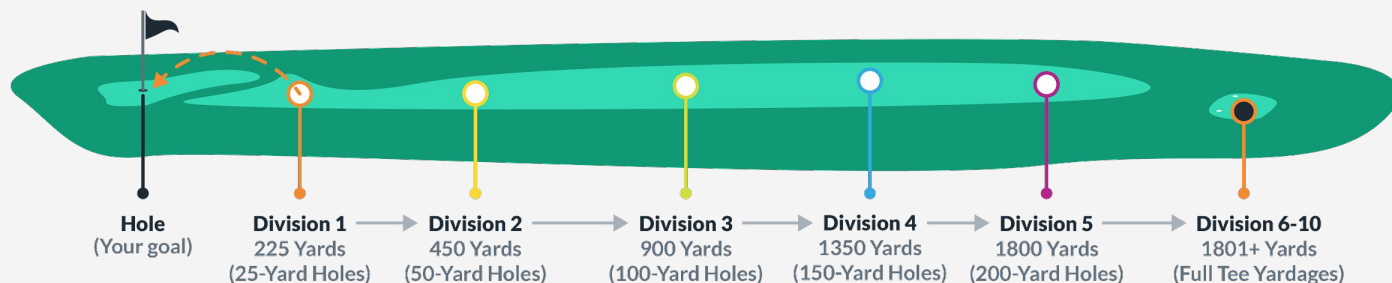 Hole
(Your goal)
Division 1
225 Yards
(25-Yard Holes)
Division 2
450 Yards
(50-Yard Holes)
Division 3
900 Yards
(100-Yard Holes)
Division 4
1350 Yards
(150-Yard Holes)
Division 5
1800 Yards
(200-Yard Holes)
Division 6-10
1801+ Yards
(Full Tee Yardages)